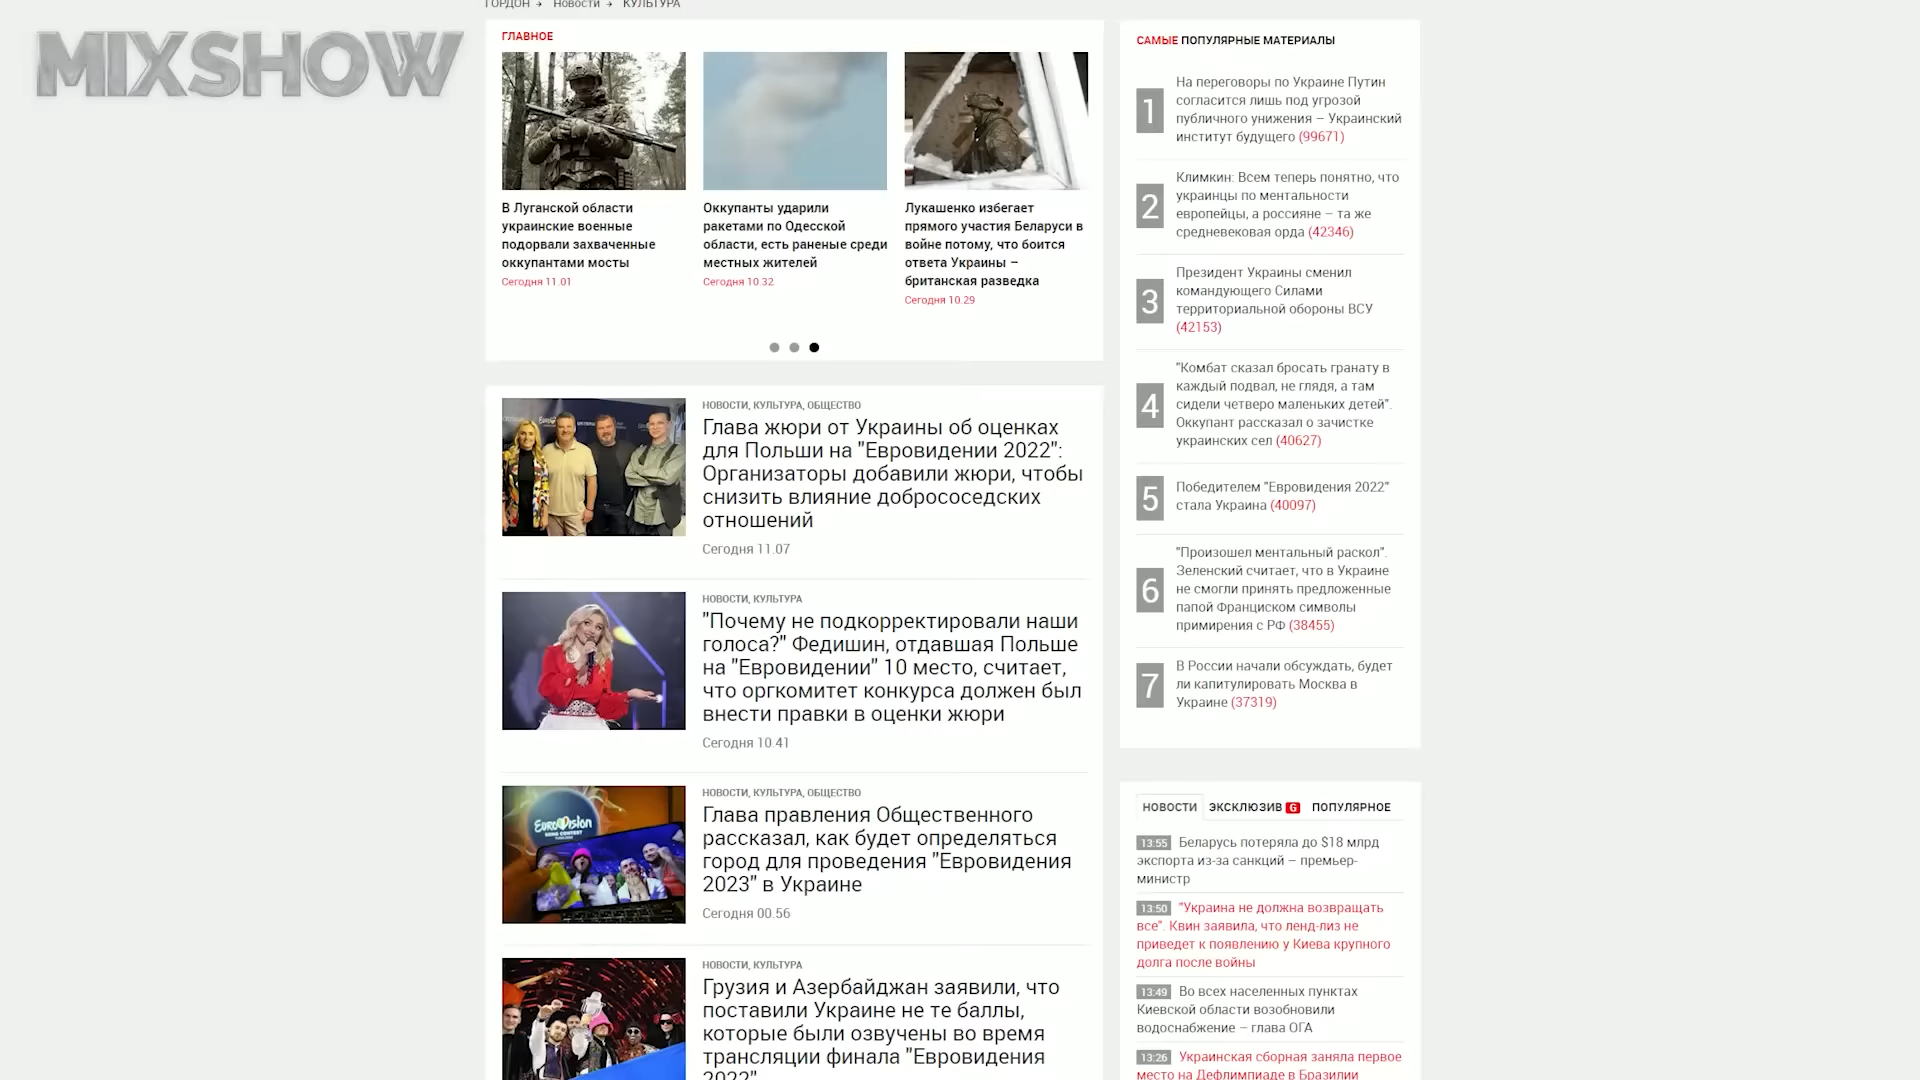 ГОРДОН → Новости → КУЛЬТУРА
MIXSHOW
ГЛАВНОЕ
В Луганской области
украинские военные
подорвали захваченные
оккупантами мосты
Сегодня 11.01
Оккупанты ударили
ракетами по Одесской
области, есть раненые среди
местных жителей
Сегодня 10.32
Лукашенко избегает
прямого участия Беларуси в
войне потому, что боится
ответа Украины –
британская разведка
Сегодня 10.29
НОВОСТИ, КУЛЬТУРА, ОБЩЕСТВО
Глава жюри от Украины об оценках
для Польши на "Евровидении 2022":
Организаторы добавили жюри, чтобы
снизить влияние добрососедских
отношений
Сегодня 11.07
НОВОСТИ, КУЛЬТУРА
"Почему не подкорректировали наши
голоса?" Федишин, отдавшая Польше
на "Евровидении" 10 место, считает,
что оргкомитет конкурса должен был
внести правки в оценки жюри
Сегодня 10.41
EUROVISION
SONG CONTEST
НОВОСТИ, КУЛЬТУРА, ОБЩЕСТВО
Глава правления Общественного
рассказал, как будет определяться
город для проведения "Евровидения
2023" в Украине
Сегодня 00.56
НОВОСТИ, КУЛЬТУРА
Грузия и Азербайджан заявили, что
поставили Украине не те баллы,
которые были озвучены во время
трансляции финала "Евровидения
2022"
САМЫЕ ПОПУЛЯРНЫЕ МАТЕРИАЛЫ
1
На переговоры по Украине Путин
согласится лишь под угрозой
публичного унижения – Украинский
институт будущего (99671)
2
Климкин: Всем теперь понятно, что
украинцы по ментальности
европейцы, а россияне – та же
средневековая орда (42346)
3
Президент Украины сменил
командующего Силами
территориальной обороны ВСУ
(42153)
4
"Комбат сказал бросать гранату в
каждый подвал, не глядя, а там
сидели четверо маленьких детей".
Оккупант рассказал о зачистке
украинских сел (40627)
5
Победителем "Евровидения 2022"
стала Украина (40097)
6
"Произошел ментальный раскол".
Зеленский считает, что в Украине
не смогли принять предложенные
папой Франциском символы
примирения с РФ (38455)
7
В России начали обсуждать, будет
ли капитулировать Москва в
Украине (37319)
НОВОСТИ ЭКСКЛЮЗИВ G ПОПУЛЯРНОЕ
13:55 Беларусь потеряла до $18 млрд
экспорта из-за санкций – премьер-
министр
13:50 "Украина не должна возвращать
все". Квин заявила, что ленд-лиз не
приведет к появлению у Киева крупного
долга после войны
13:49 Во всех населенных пунктах
Киевской области возобновили
водоснабжение – глава ОГА
13:26 Украинская сборная заняла первое
место на Дефлимпиаде в Бразилии